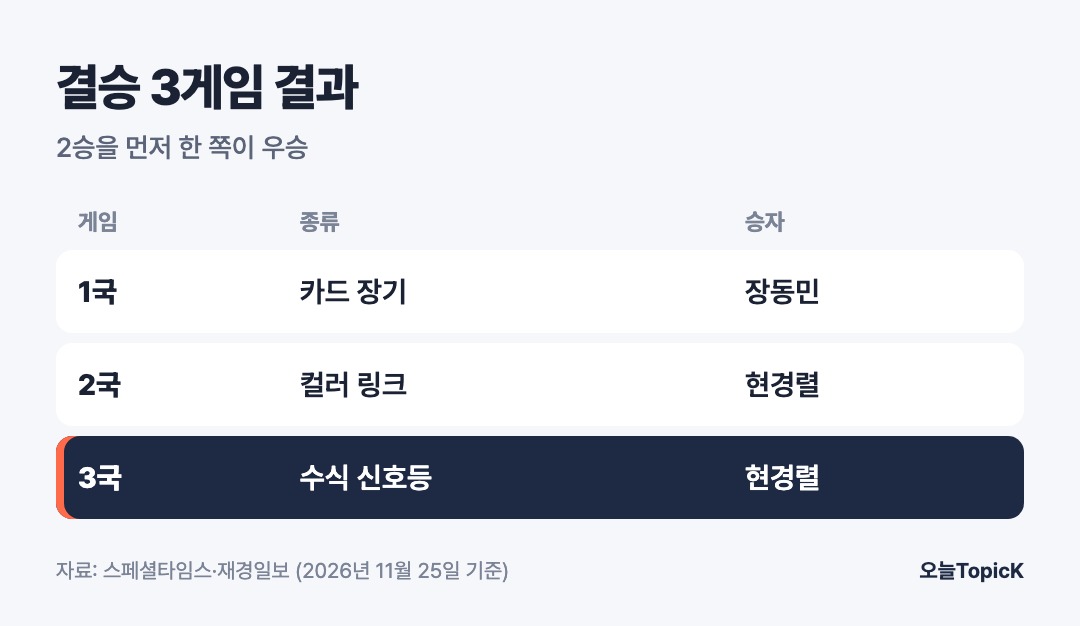 결승 3게임 결과
2승을 먼저 한 쪽이 우승
게임 종류 승자
1국 카드 장기 장동민
2국 컬러 링크 현경렬
3국 수식 신호등 현경렬
자료: 스페셜타임스·재경일보 (2026년 11월 25일 기준) 오늘TopicK